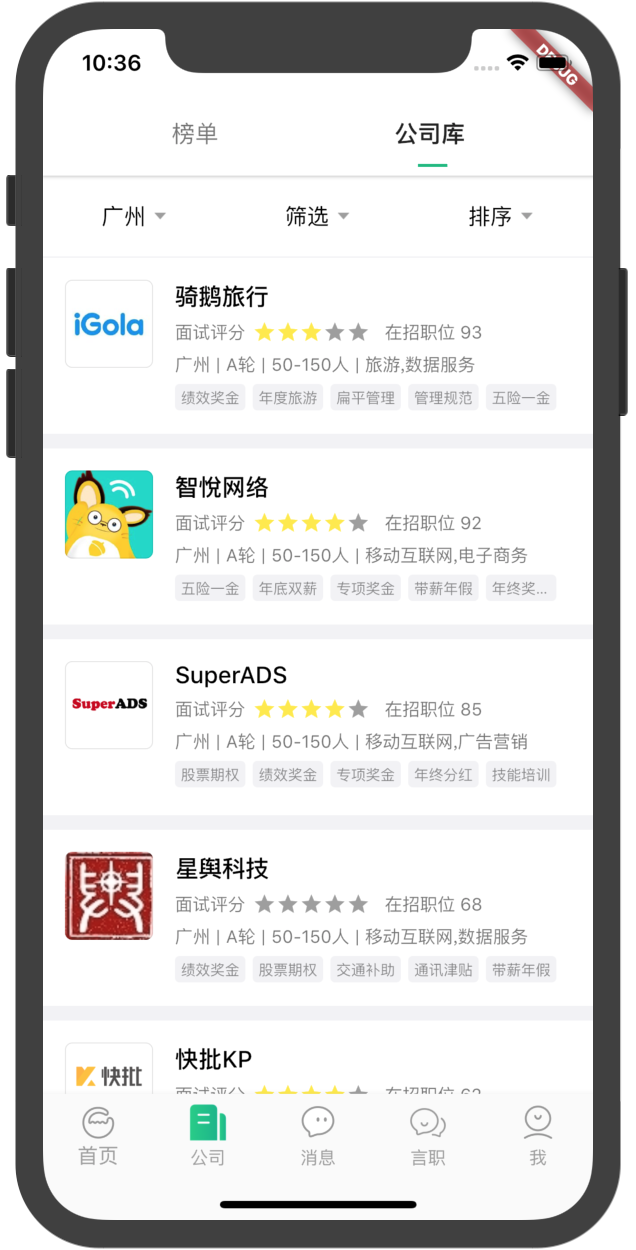 10:36
DEBUG
榜单 公司库
广州 筛选 排序
iGola
骑鹅旅行
面试评分 在招职位 93
广州 | A轮 | 50-150人 | 旅游,数据服务
绩效奖金 年度旅游 扁平管理 管理规范 五险一金
智悦网络
面试评分 在招职位 92
广州 | A轮 | 50-150人 | 移动互联网,电子商务
五险一金 年底双薪 专项奖金 带薪年假 年终奖...
SuperADS
SuperADS
面试评分 在招职位 85
广州 | A轮 | 50-150人 | 移动互联网,广告营销
股票期权 绩效奖金 专项奖金 年终分红 技能培训
星舆科技
面试评分 在招职位 68
广州 | A轮 | 50-150人 | 移动互联网,数据服务
绩效奖金 股票期权 交通补助 通讯津贴 带薪年假
快批
快批KP
面试评分 在招职位
首页 公司 消息 言职 我